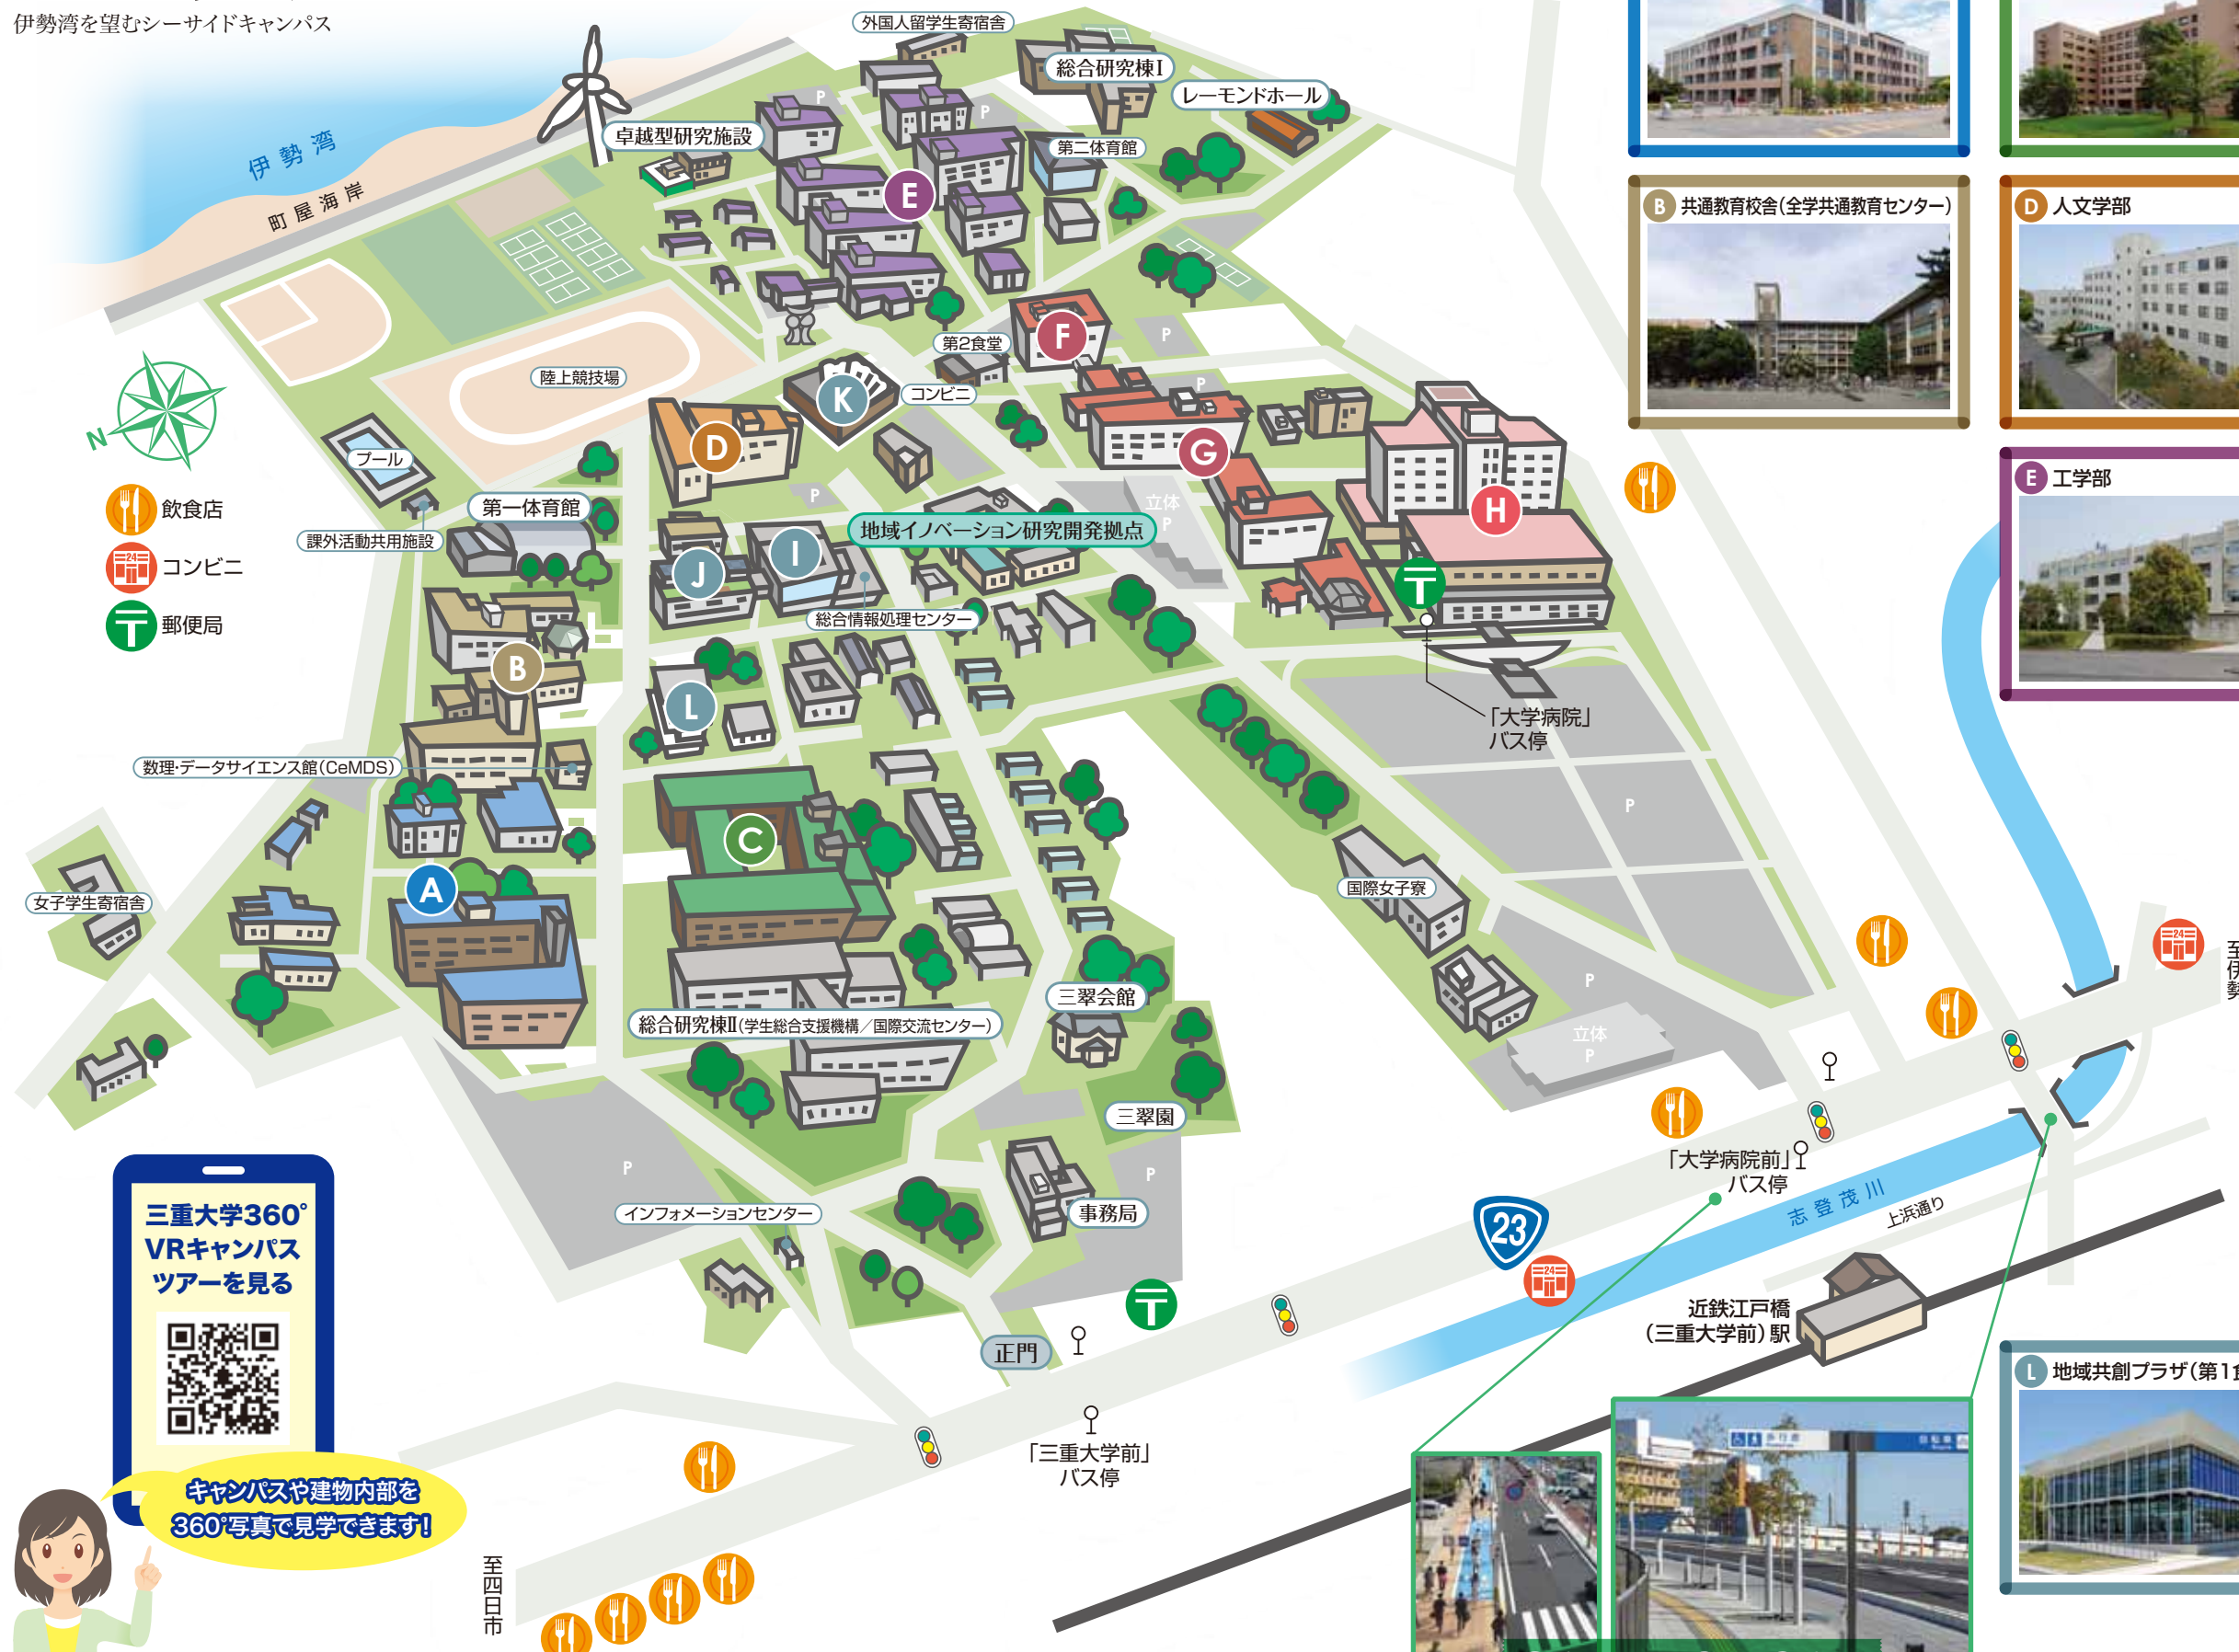 伊勢湾を望むシーサイドキャンパス
外国人留学生寄宿舎
総合研究棟Ⅰ
レーモンドホール
卓越型研究施設
第二体育館
P
P
E
伊勢湾
町屋海岸
B 共通教育校舎(全学共通教育センター)
D 人文学部
F
P
第2食堂
陸上競技場
K
コンビニ
P
N
プール
D
G
飲食店
第一体育館
P
立体
P
H
E 工学部
課外活動共用施設
地域イノベーション研究開発拠点
コンビニ
24
J
I
郵便局
総合情報処理センター
B
L
「大学病院」
バス停
数理・データサイエンス館(CeMDS)
P
C
女子学生寄宿舎
A
国際女子寮
24
至伊勢
三翠会館
P
総合研究棟Ⅱ(学生総合支援機構/国際交流センター)
立体
P
三翠園
「大学病院前」
バス停
P
P
インフォメーションセンター
事務局
志登茂川
上浜通り
23
24
三重大学360°
VRキャンパス
ツアーを見る
近鉄江戸橋
(三重大学前)駅
正門
L 地域共創プラザ(第1
「三重大学前」
バス停
キャンパスや建物内部を
360°写真で見学できます!
至四日市